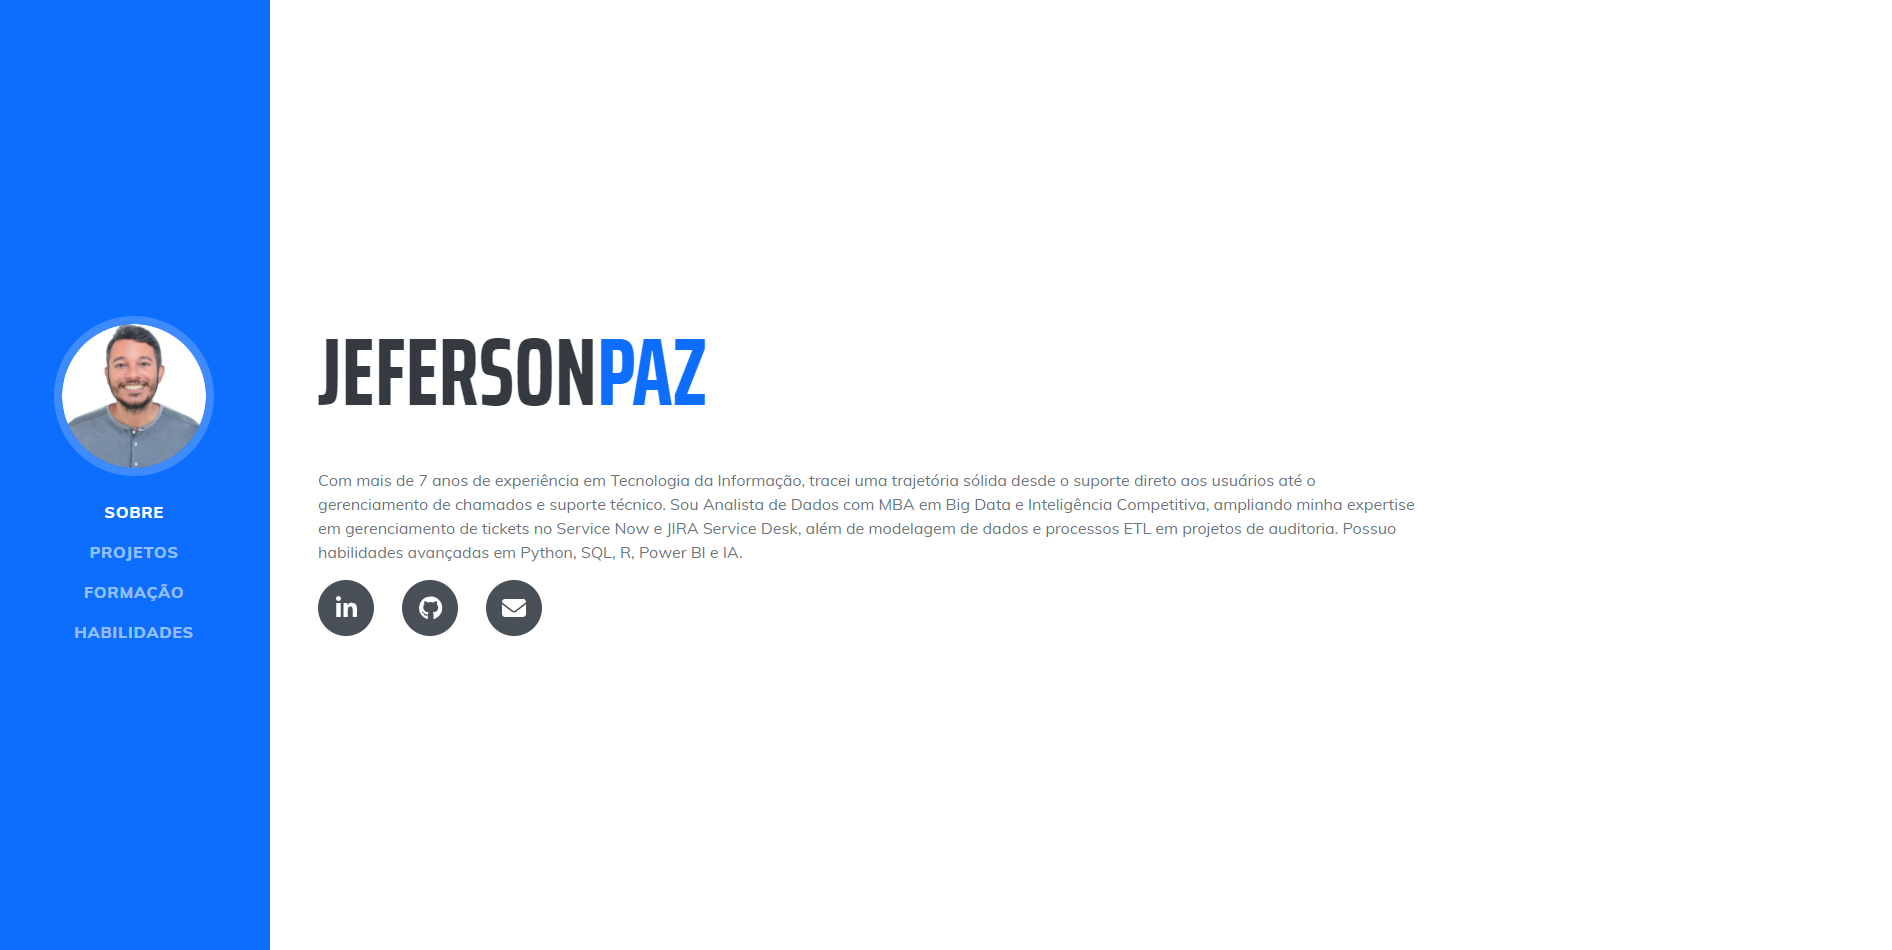 SOBRE
PROJETOS
FORMAÇÃO
HABILIDADES
JEFERSONPAZ
Com mais de 7 anos de experiência em Tecnologia da Informação, tracei uma trajetória sólida desde o suporte direto aos usuários até o
gerenciamento de chamados e suporte técnico. Sou Analista de Dados com MBA em Big Data e Inteligência Competitiva, ampliando minha expertise
em gerenciamento de tickets no Service Now e JIRA Service Desk, além de modelagem de dados e processos ETL em projetos de auditoria. Possuo
habilidades avançadas em Python, SQL, R, Power BI e IA.
in